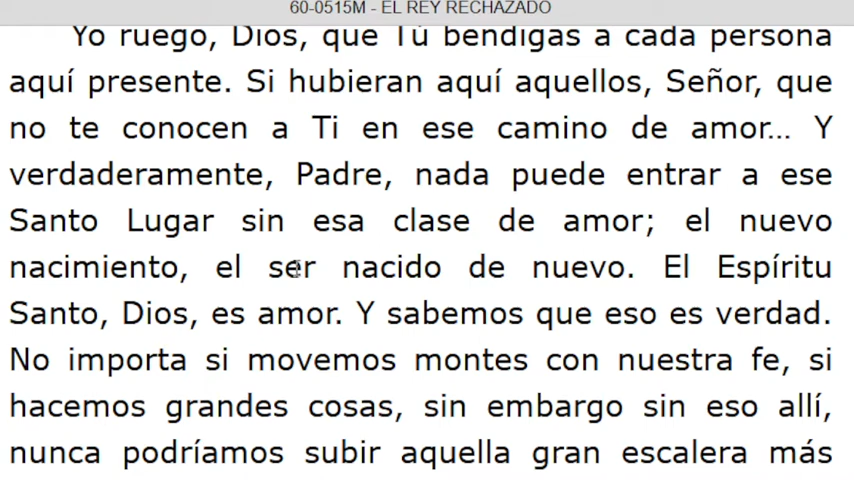 60-0515M - EL REY RECHAZADO
Yo ruego, Dios, que Tú bendigas a cada persona
aquí presente. Si hubieran aquí aquellos, Señor, que
no te conocen a Ti en ese camino de amor... Y
verdaderamente, Padre, nada puede entrar a ese
Santo Lugar sin esa clase de amor; el nuevo
nacimiento, el ser nacido de nuevo. El Espíritu
Santo, Dios, es amor. Y sabemos que eso es verdad.
No importa si movemos montes con nuestra fe, si
hacemos grandes cosas, sin embargo sin eso allí,
nunca podríamos subir aquella gran escalera más